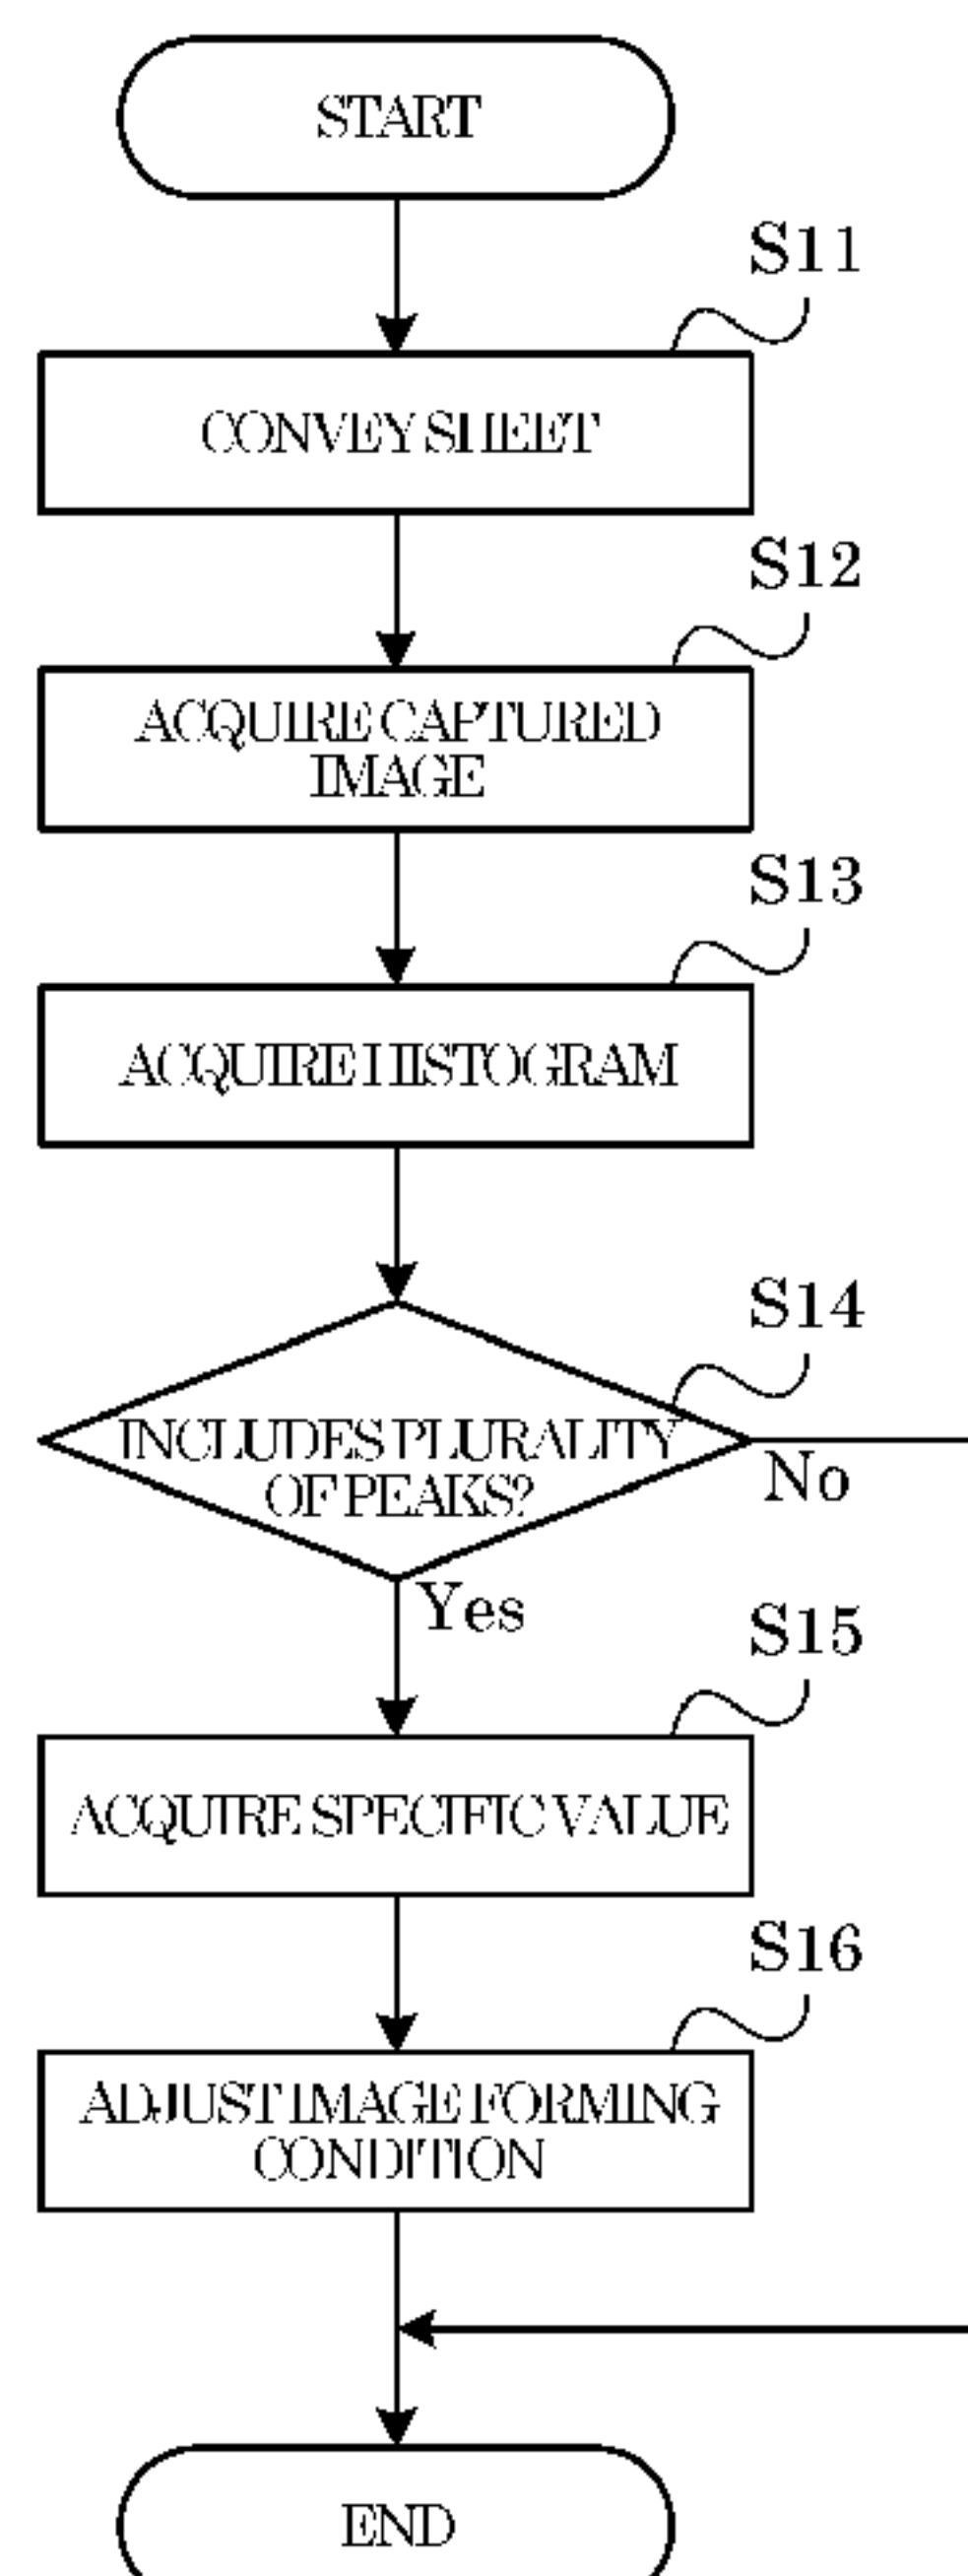 START
S11
CONVEY SHEET
S12
ACQUIRE CAPTURED
IMAGE
S13
ACQUIRE HISTOGRAM
S14
INCLUDES PLURALITY
OF PEAKS?
No
Yes
S15
ACQUIRE SPECIFIC VALUE
S16
ADJUST IMAGE FORMING
CONDITION
END